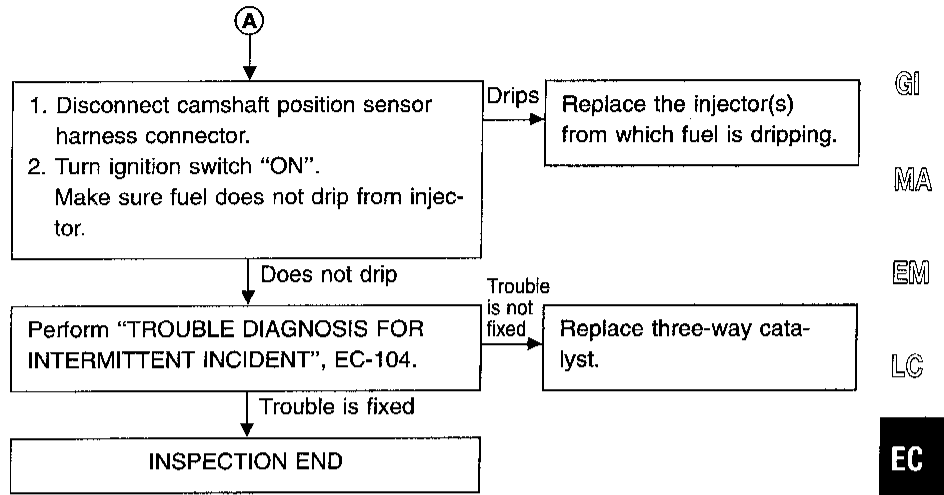 A
1. Disconnect camshaft position sensor
harness connector.
2. Turn ignition switch “ON”.
Make sure fuel does not drip from injec-
tor.
Drips
Replace the injector(s)
from which fuel is dripping.
Does not drip
Perform “TROUBLE DIAGNOSIS FOR
INTERMITTENT INCIDENT”, EC-104.
Trouble
is not
fixed
Replace three-way cata-
lyst.
Trouble is fixed
INSPECTION END
GI
MA
EM
LC
EC